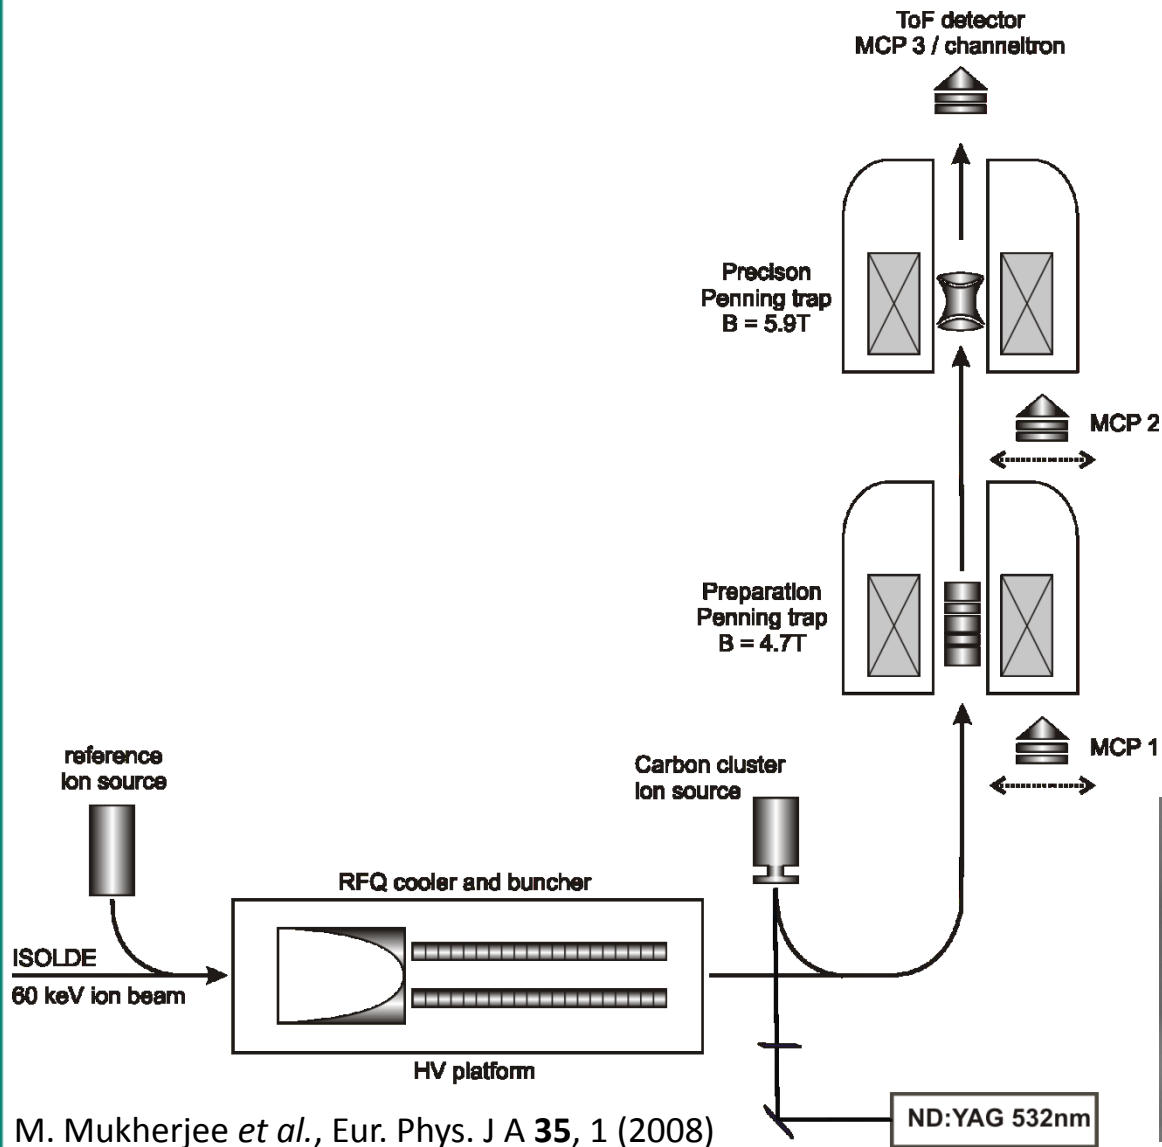 ToF detector
MCP 3 / channeltron
Precison
Penning trap
B = 5.9T
MCP 2
Preparation
Penning trap
B = 4.7T
MCP 1
reference
ion source
Carbon cluster
ion source
RFQ cooler and buncher
ISOLDE
60 keV ion beam
HV platform
ND:YAG 532nm
M. Mukherjee et al., Eur. Phys. J A 35, 1 (2008)